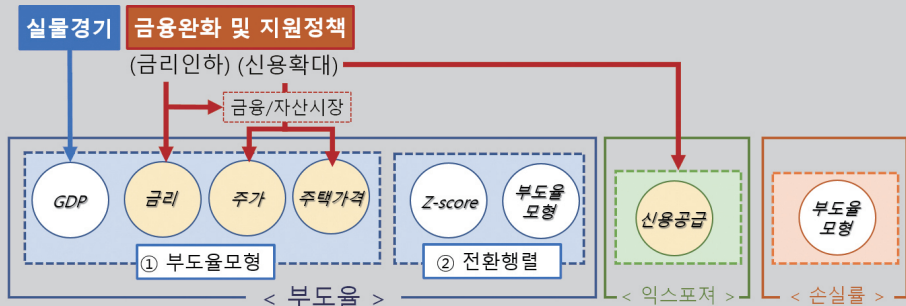 실물경기
금융완화 및 지원정책
(금리인하) (신용확대)
금융/자산시장
GDP
금리
주가
주택가격
Z-score
부도율
모형
신용공급
부도율
모형
① 부도율모형
② 전환행렬
< 부도율 >
< 익스포져 >
< 손실률 >